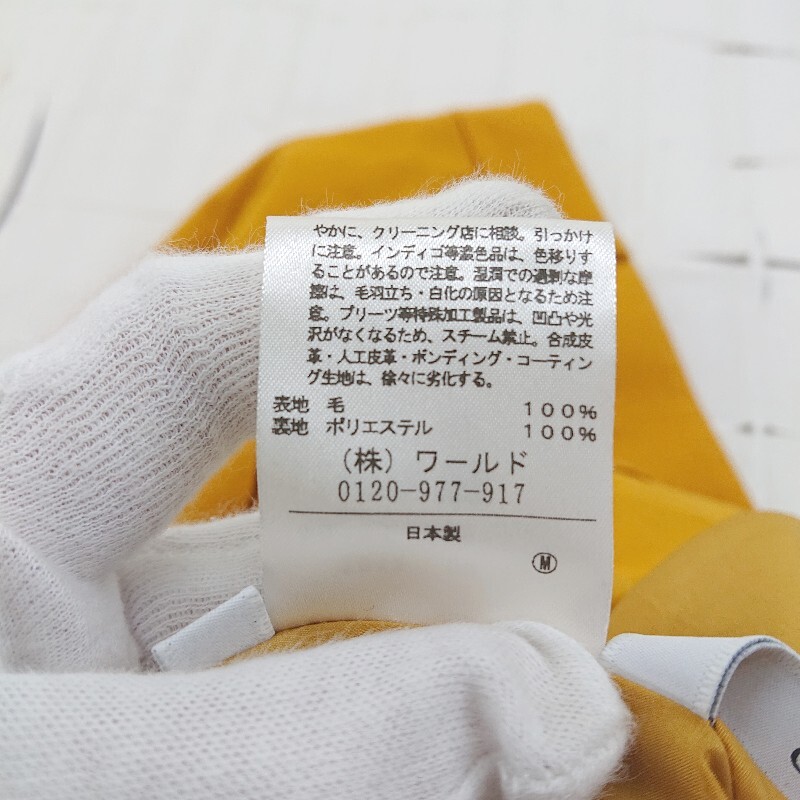 やかに、クリーニング店に相談。引っかけ
に注意。インディゴ等濃色品は、色移りす
ることがあるので注意。湿潤での過剰な摩
擦は、毛羽立ち・白化の原因となるため注
意。プリーツ等特殊加工製品は、凹凸や光
沢がなくなるため、スチーム禁止。合成皮
革・人工皮革・ボンディング・コーティン
グ生地は、徐々に劣化する。
表地 毛 100%
裏地 ポリエステル 100%
(株)ワールド
0120-977-917
日本製
M